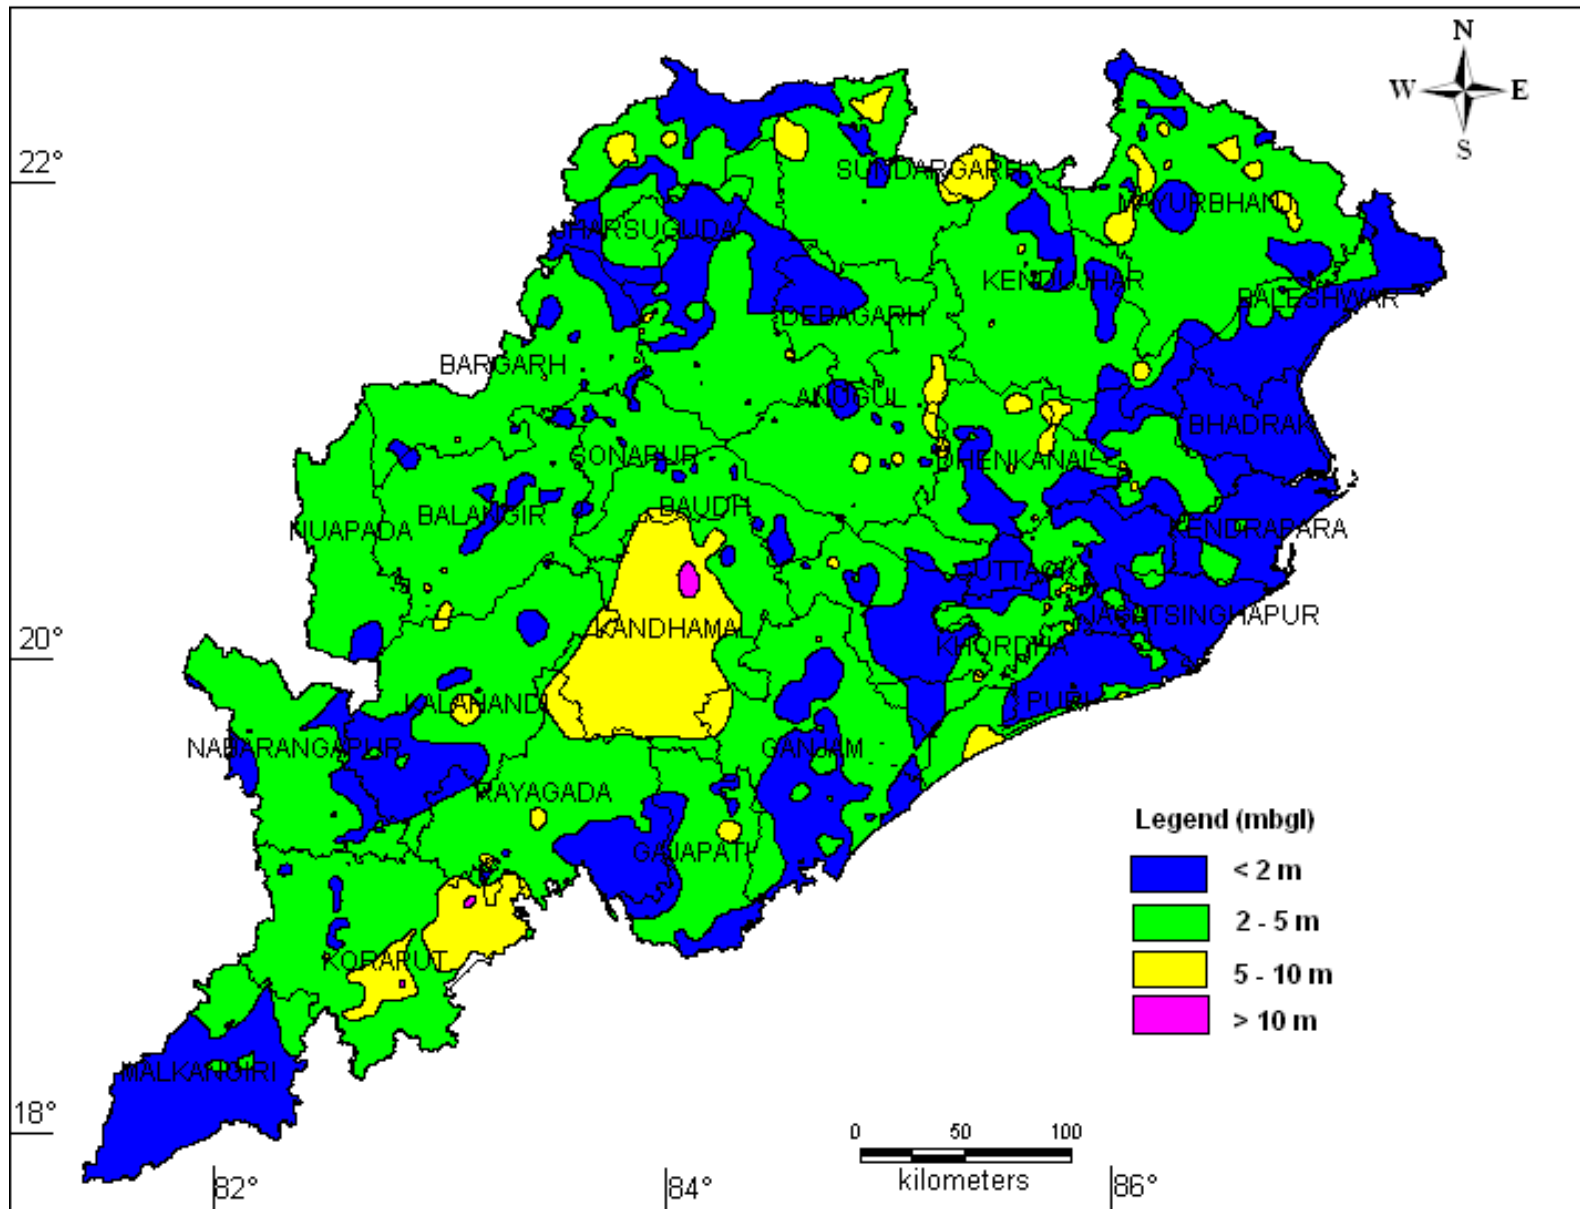 N
W E
S
22°
SUNDARGARH
MAYURBHANJ
JHARSUGUDA
KENDUJHAR
BALESHWAR
DEBAGARH
BARGARH
ANUGUL
BHADRAK
SONAPUR
DHENKANAL
BAUDH
BALANGIR
NUAPADA
KENDRAPARA
CUTTACK
JAGATSINGHAPUR
20°
KANDHAMAL
KHORDHA
KALAHANDI
PURI
NABARANGAPUR
GANJAM
RAYAGADA
GAJAPATI
Legend (mbgl)
< 2 m
2 - 5 m
5 - 10 m
> 10 m
KORAPUT
MALKANGIRI
18°
0 50 100
kilometers
82° 84° 86°